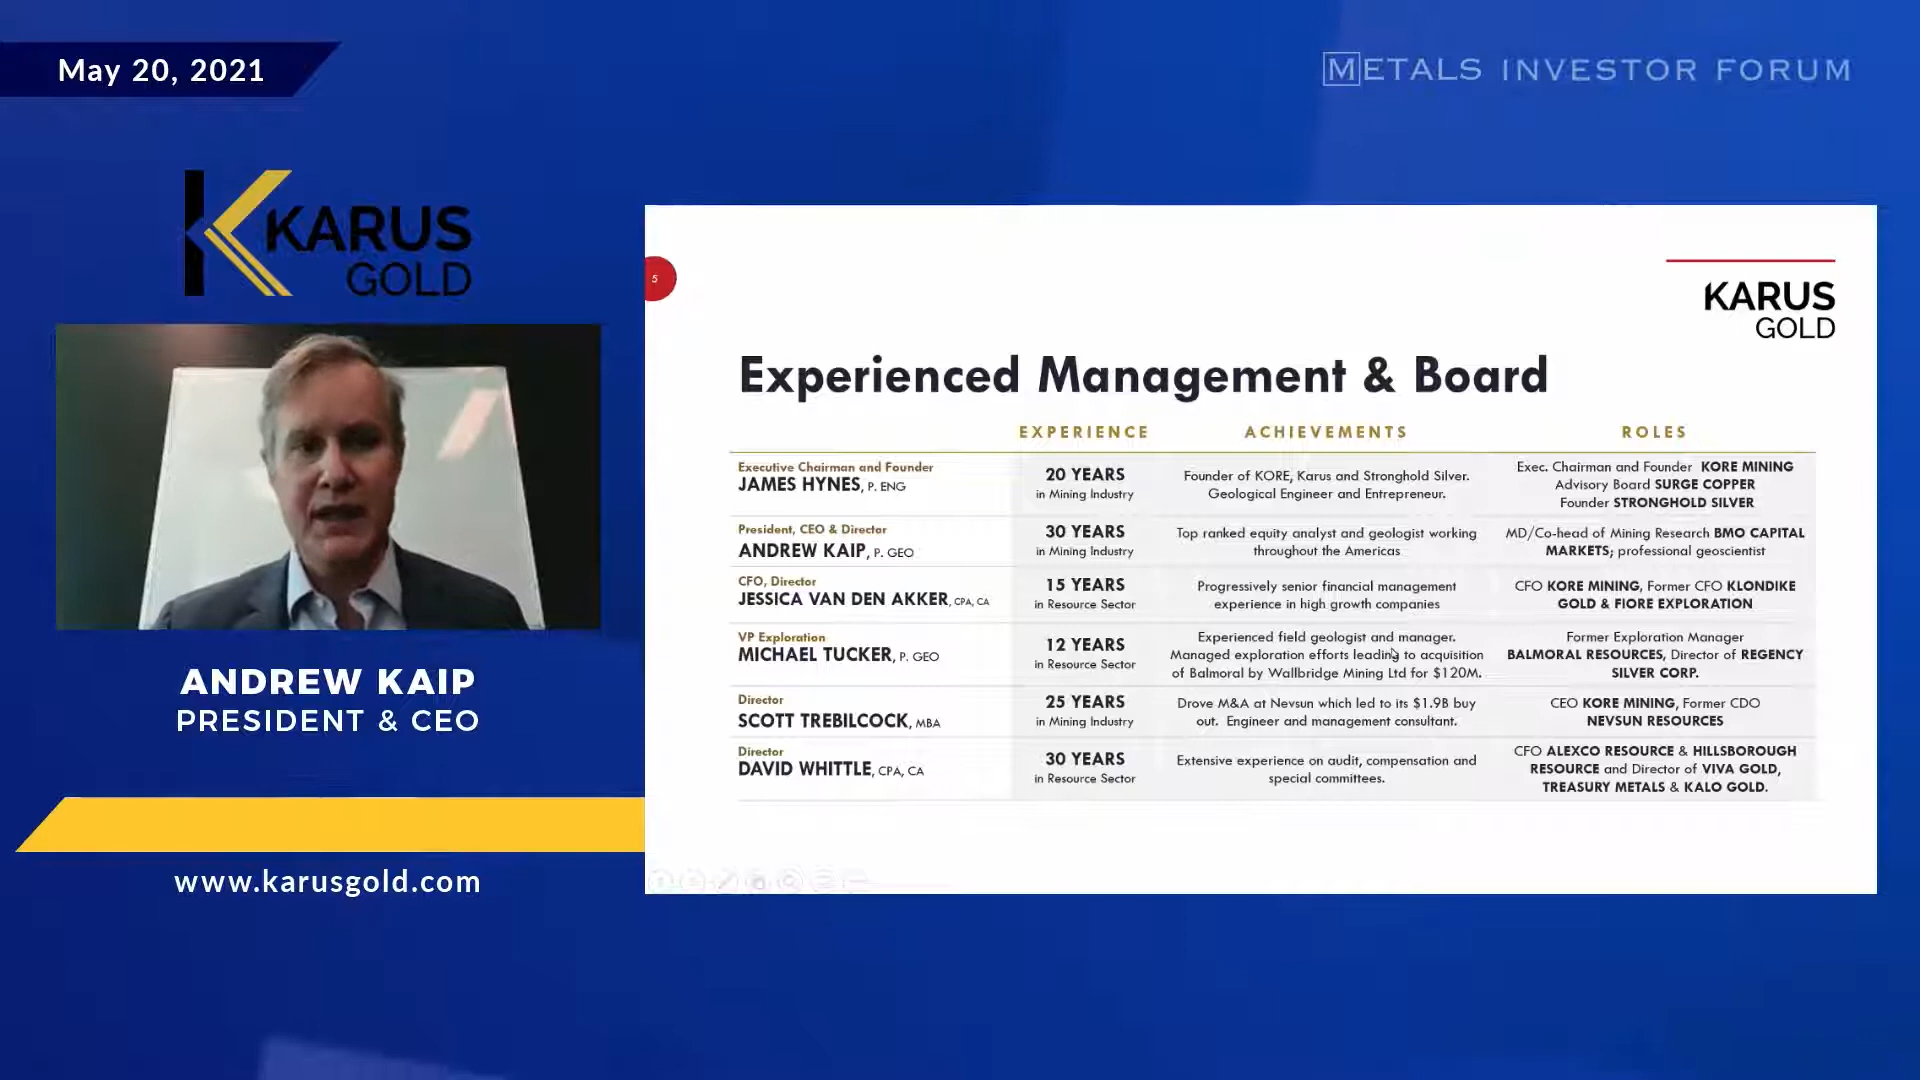 May 20, 2021
METALS INVESTOR FORUM
KARUS
GOLD
ANDREW KAIP
PRESIDENT & CEO
www.karusgold.com
5
KARUS
GOLD
Experienced Management & Board
EXPERIENCE ACHIEVEMENTS ROLES
Executive Chairman and Founder
JAMES HYNES, P. ENG
20 YEARS
in Mining Industry
Founder of KORE, Karus and Stronghold Silver.
Geological Engineer and Entrepreneur.
Exec. Chairman and Founder KORE MINING
Advisory Board SURGE COPPER
Founder STRONGHOLD SILVER
President, CEO & Director
ANDREW KAIP, P. GEO
30 YEARS
in Mining Industry
Top ranked equity analyst and geologist working
throughout the Americas
MD/Co-head of Mining Research BMO CAPITAL
MARKETS; professional geoscientist
CFO, Director
JESSICA VAN DEN AKKER, CPA, CA
15 YEARS
in Resource Sector
Progressively senior financial management
experience in high growth companies
CFO KORE MINING, Former CFO KLONDIKE
GOLD & FIORE EXPLORATION
VP Exploration
MICHAEL TUCKER, P. GEO
12 YEARS
in Resource Sector
Experienced field geologist and manager.
Managed exploration efforts leading to acquisition
of Balmoral by Wallbridge Mining Ltd for $120M.
Former Exploration Manager
BALMORAL RESOURCES, Director of REGENCY
SILVER CORP.
Director
SCOTT TREBILCOCK, MBA
25 YEARS
in Mining Industry
Drove M&A at Nevsun which led to its $1.9B buy
out. Engineer and management consultant.
CEO KORE MINING, Former CDO
NEVSUN RESOURCES
Director
DAVID WHITTLE, CPA, CA
30 YEARS
in Resource Sector
Extensive experience on audit, compensation and
special committees.
CFO ALEXCO RESOURCE & HILLSBOROUGH
RESOURCE and Director of VIVA GOLD,
TREASURY METALS & KALO GOLD.